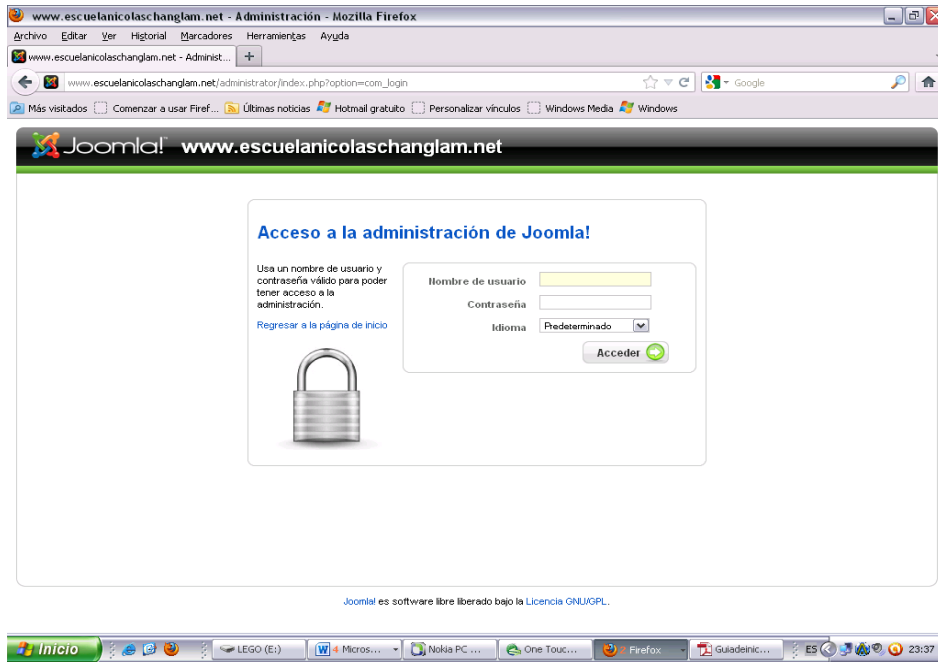 www.escuelanicolaschanglam.net - Administración - Mozilla Firefox
Archivo Editar Ver Historial Marcadores Herramientas Ayuda
www.escuelanicolaschanglam.net - Administ... +
www.escuelanicolaschanglam.net/administrator/index.php?option=com_login Google
Más visitados Comenzar a usar Firef... Últimas noticias Hotmail gratuito Personalizar vínculos Windows Media Windows
Joomla! www.escuelanicolaschanglam.net
Acceso a la administración de Joomla!
Usa un nombre de usuario y
contraseña válido para poder
tener acceso a la
administración.
Regresar a la página de inicio
Nombre de usuario
Contraseña
Idioma Predeterminado
Acceder
Joomla! es software libre liberado bajo la Licencia GNU/GPL.
Inicio LEGO (E:) 4 Micros... Nokia PC ... One Touc... 2 Firefox Guiadeinic... ES 23:37